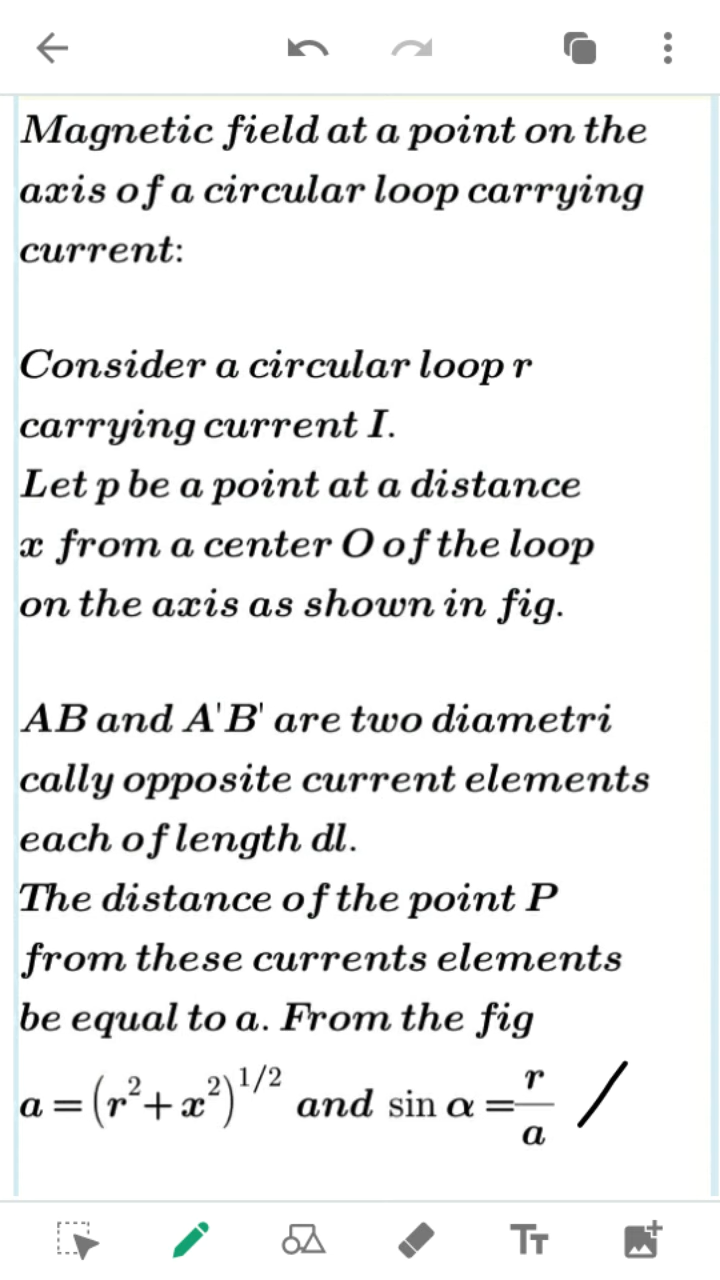 Magnetic field at a point on the
axis of a circular loop carrying
current:
Consider a circular loop r
carrying current I.
Let p be a point at a distance
x from a center O of the loop
on the axis as shown in fig.
AB and A'B' are two diametri
cally opposite current elements
each of length dl.
The distance of the point P
from these currents elements
be equal to a. From the fig
a = (r²+x²)^1/2 and sin α = r/a /
TT